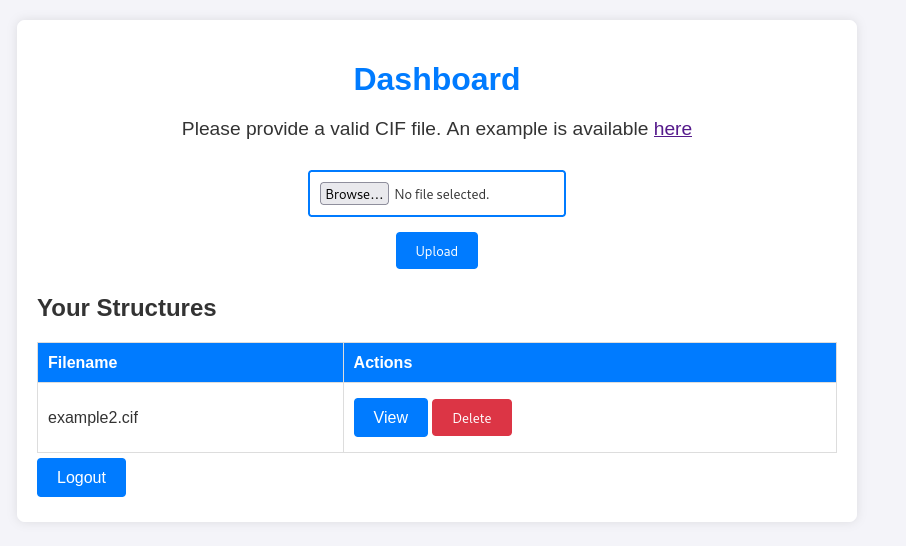 Dashboard
Please provide a valid CIF file. An example is available here
Browse... No file selected.
Upload
Your Structures
Filename Actions
example2.cif View Delete
Logout